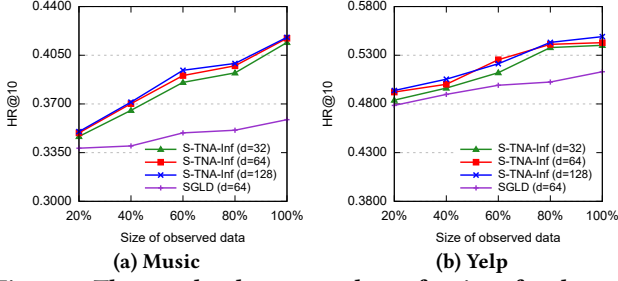 0.4400
0.4050
0.3700
0.3350
0.3000
HR@10
S-TNA-Inf (d=32)
S-TNA-Inf (d=64)
S-TNA-Inf (d=128)
SGLD (d=64)
20% 40% 60% 80% 100%
Size of observed data
(a) Music
0.5800
0.5300
0.4800
0.4300
0.3800
HR@10
S-TNA-Inf (d=32)
S-TNA-Inf (d=64)
S-TNA-Inf (d=128)
SGLD (d=64)
20% 40% 60% 80% 100%
Size of observed data
(b) Yelp